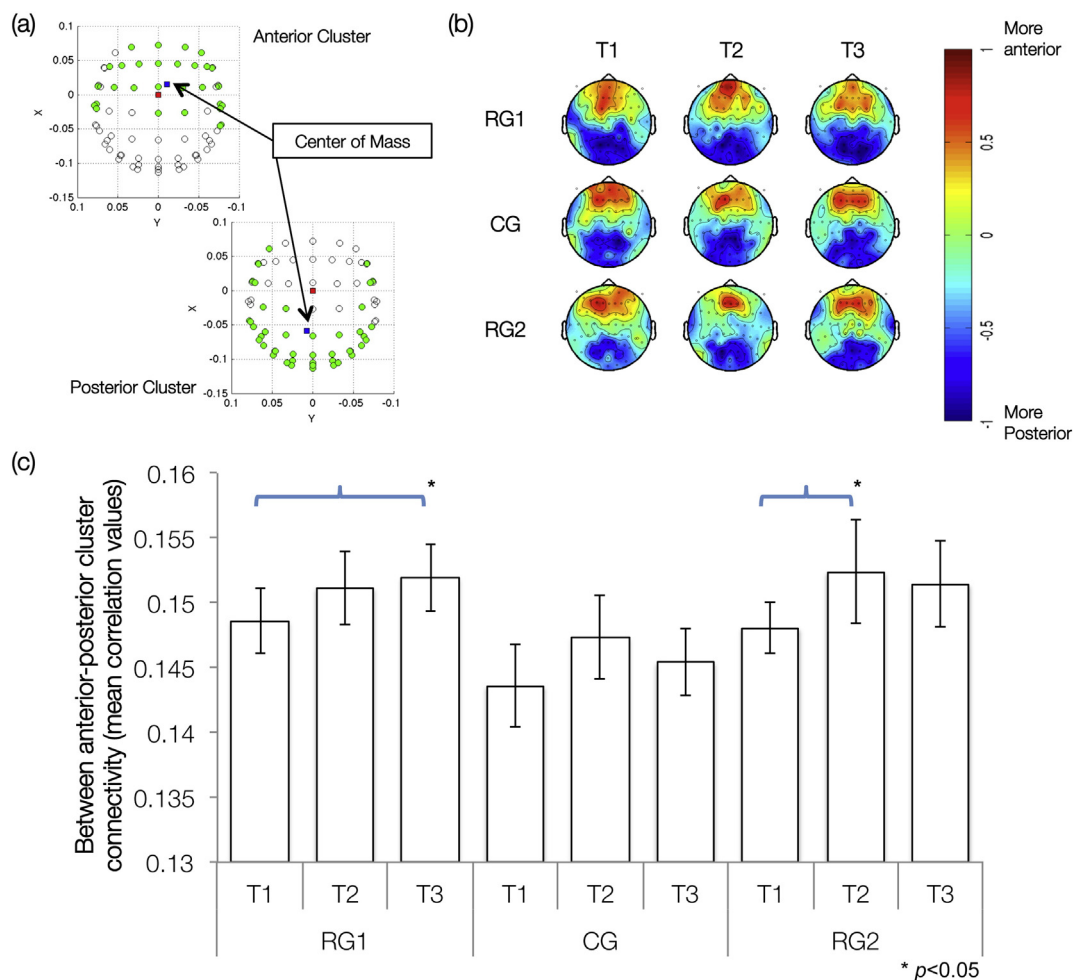 (a)
0.1
0.05
0
-0.05
-0.1
-0.15
X
0.1 0.05 0 -0.05 -0.1
Y
Anterior Cluster
Center of Mass
0.1
0.05
0
-0.05
-0.1
-0.15
X
0.1 0.05 0 -0.05 -0.1
Y
Posterior Cluster
(b)
T1 T2 T3
RG1
CG
RG2
More
anterior
1
0.5
0
-0.5
-1
More
Posterior
(c)
Between anterior-posterior cluster
connectivity (mean correlation values)
0.16
0.155
0.15
0.145
0.14
0.135
0.13
* *
T1 T2 T3 T1 T2 T3 T1 T2 T3
RG1 CG RG2
* p<0.05